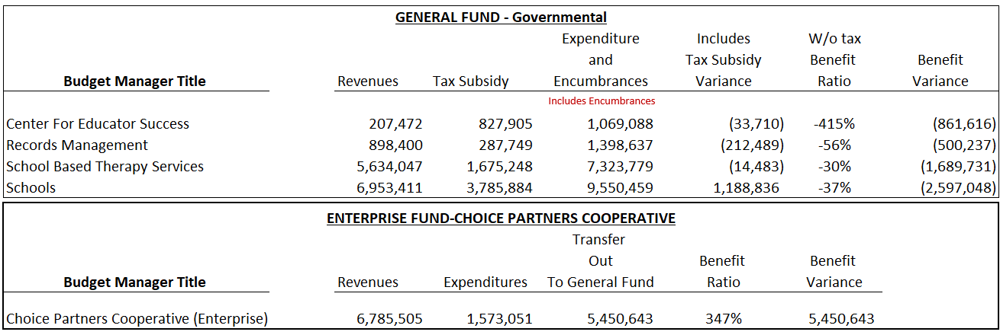 GENERAL FUND - Governmental
Expenditure Includes W/o tax
and Tax Subsidy Benefit Benefit
Budget Manager Title Revenues Tax Subsidy Encumbrances Variance Ratio Variance
Includes Encumbrances
Center For Educator Success 207,472 827,905 1,069,088 (33,710) -415% (861,616)
Records Management 898,400 287,749 1,398,637 (212,489) -56% (500,237)
School Based Therapy Services 5,634,047 1,675,248 7,323,779 (14,483) -30% (1,689,731)
Schools 6,953,411 3,785,884 9,550,459 1,188,836 -37% (2,597,048)
ENTERPRISE FUND-CHOICE PARTNERS COOPERATIVE
Transfer
Out Benefit Benefit
Budget Manager Title Revenues Expenditures To General Fund Ratio Variance
Choice Partners Cooperative (Enterprise) 6,785,505 1,573,051 5,450,643 347% 5,450,643